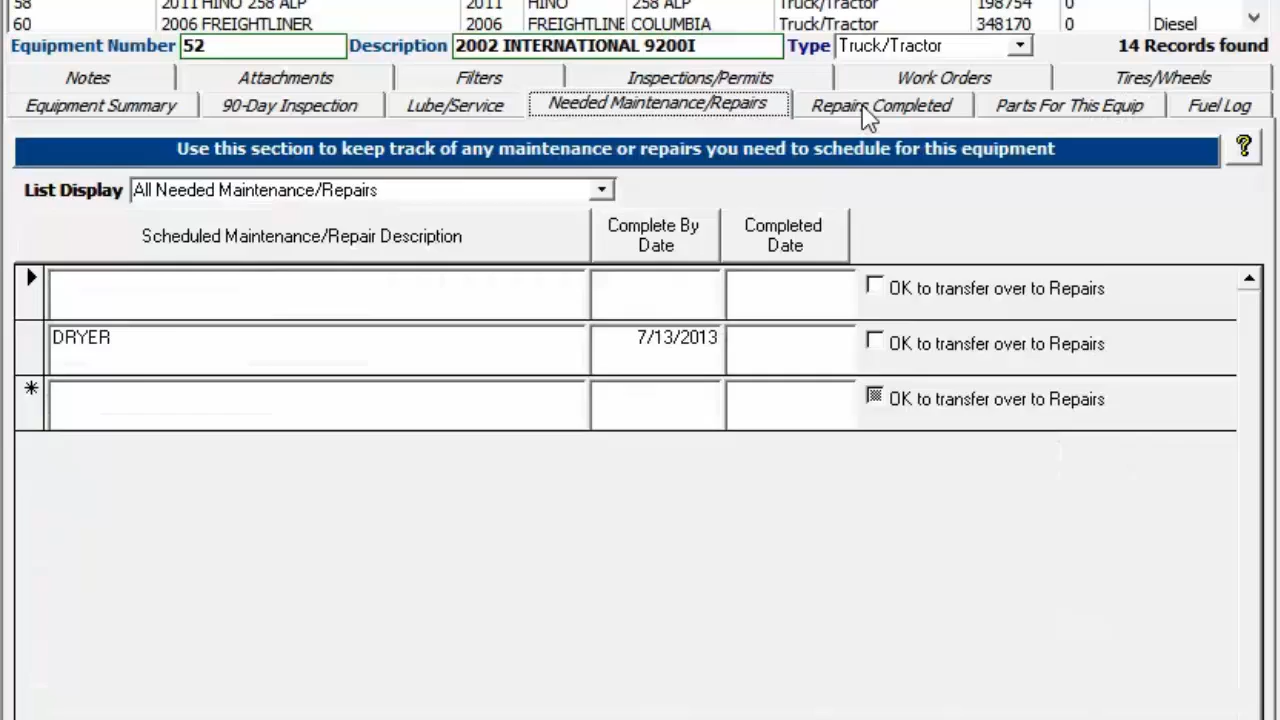 58 2011 HINO 258 ALP 2011 HINO 258 ALP Truck/Tractor 198754 0
60 2006 FREIGHTLINER 2006 FREIGHTLINE COLUMBIA Truck/Tractor 348170 0 Diesel
Equipment Number 52 Description 2002 INTERNATIONAL 9200I Type Truck/Tractor 14 Records found
Notes Attachments Filters Inspections/Permits Work Orders Tires/Wheels
Equipment Summary 90-Day Inspection Lube/Service Needed Maintenance/Repairs Repairs Completed Parts For This Equip Fuel Log
Use this section to keep track of any maintenance or repairs you need to schedule for this equipment ?
List Display All Needed Maintenance/Repairs
Scheduled Maintenance/Repair Description Complete By Date Completed Date
OK to transfer over to Repairs
DRYER 7/13/2013 OK to transfer over to Repairs
* OK to transfer over to Repairs